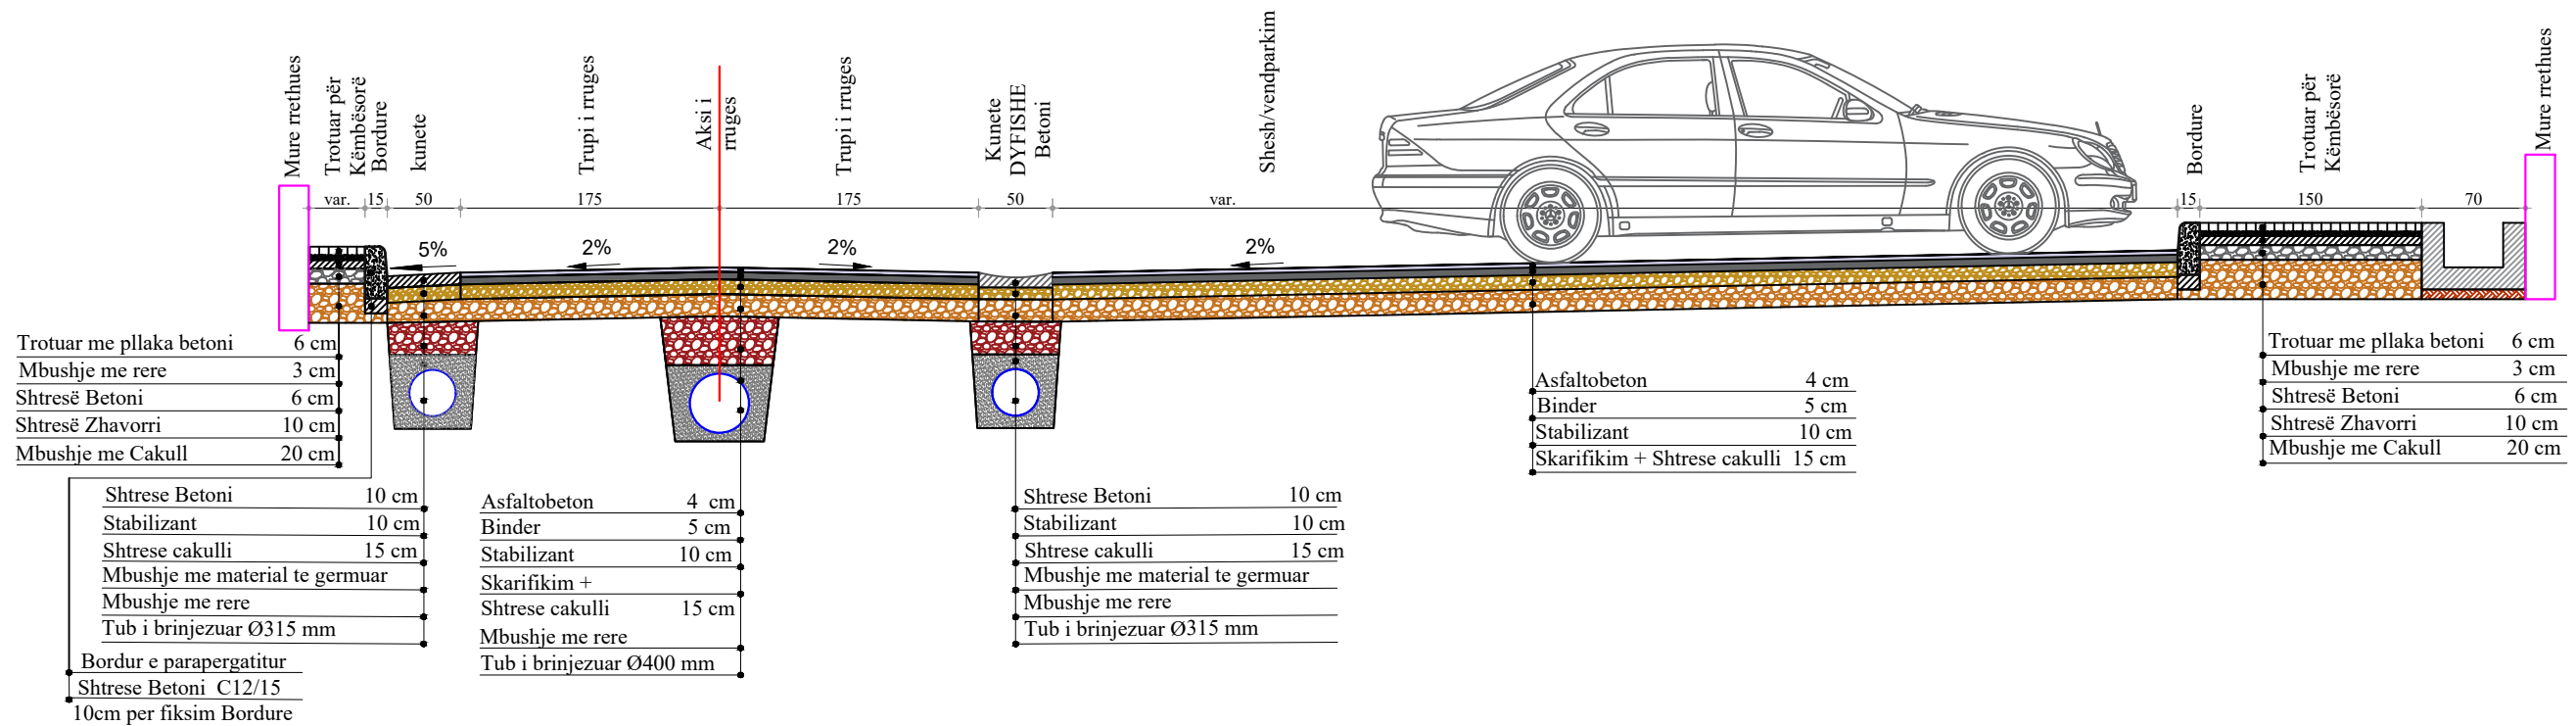 Mure rrethues
Trotuar për
Këmbësorë
Bordure
kunete
Trupi i rruges
Aksi i
rruges
Trupi i rruges
Kunete
DYFISHE
Betoni
Shesh/vendparkim
Bordure
Trotuar për
Këmbësorë
Mure rrethues
var. 15 50 175 175 50 var. 15 150 70
5% 2% 2% 2%
Trotuar me pllaka betoni 6 cm
Mbushje me rere 3 cm
Shtresë Betoni 6 cm
Shtresë Zhavorri 10 cm
Mbushje me Cakull 20 cm
Shtrese Betoni 10 cm
Stabilizant 10 cm
Shtrese cakulli 15 cm
Mbushje me material te germuar
Mbushje me rere
Tub i brinjezuar Ø315 mm
Bordur e parapergatitur
Shtrese Betoni C12/15
10cm per fiksim Bordure
Asfaltobeton 4 cm
Binder 5 cm
Stabilizant 10 cm
Skarifikim +
Shtrese cakulli 15 cm
Mbushje me rere
Tub i brinjezuar Ø400 mm
Shtrese Betoni 10 cm
Stabilizant 10 cm
Shtrese cakulli 15 cm
Mbushje me material te germuar
Mbushje me rere
Tub i brinjezuar Ø315 mm
Asfaltobeton 4 cm
Binder 5 cm
Stabilizant 10 cm
Skarifikim + Shtrese cakulli 15 cm
Trotuar me pllaka betoni 6 cm
Mbushje me rere 3 cm
Shtresë Betoni 6 cm
Shtresë Zhavorri 10 cm
Mbushje me Cakull 20 cm